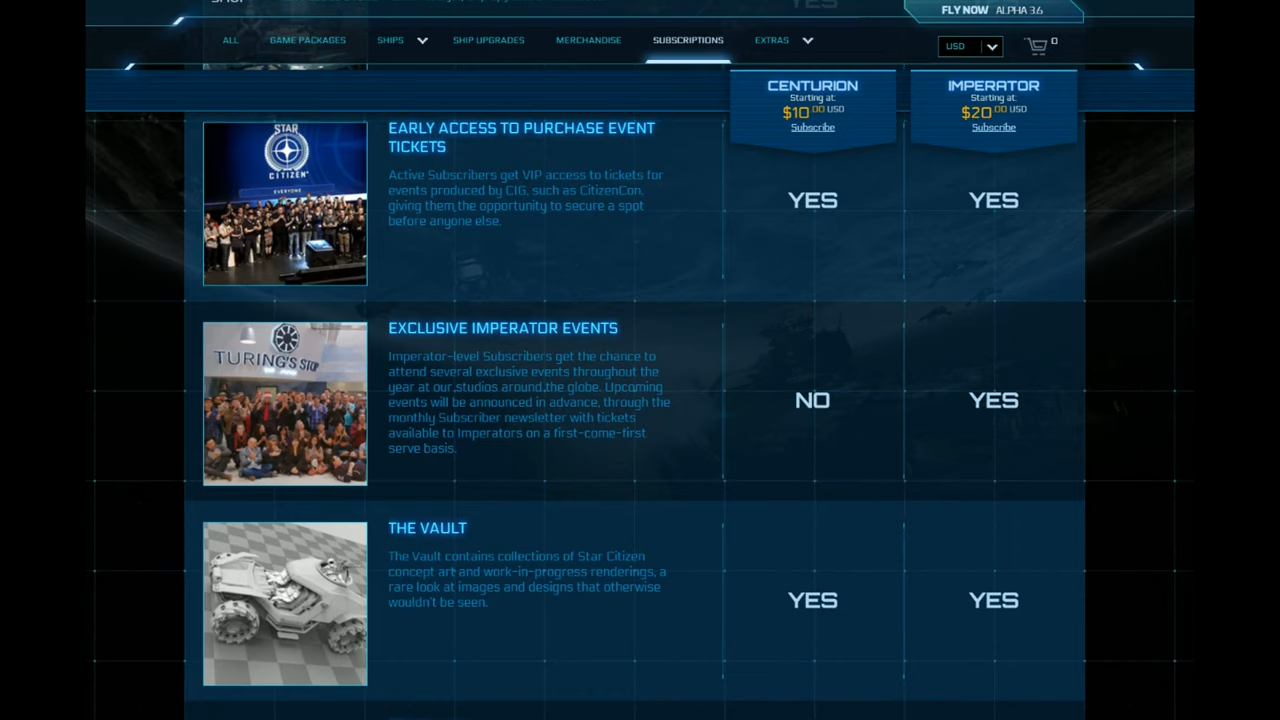 YES
FLY NOW ALPHA 3.6
ALL GAME PACKAGES SHIPS SHIP UPGRADES MERCHANDISE SUBSCRIPTIONS EXTRAS USD 0
CENTURION
Starting at:
$10.00 USD
Subscribe
IMPERATOR
Starting at:
$20.00 USD
Subscribe
STAR
CITIZEN
EVERYONE
EARLY ACCESS TO PURCHASE EVENT
TICKETS
Active Subscribers get VIP access to tickets for
events produced by CIG, such as CitizenCon,
giving them the opportunity to secure a spot
before anyone else.
YES
YES
TURING'S STOP
EXCLUSIVE IMPERATOR EVENTS
Imperator-level Subscribers get the chance to
attend several exclusive events throughout the
year at our studios around the globe. Upcoming
events will be announced in advance, through the
monthly Subscriber newsletter with tickets
available to Imperators on a first-come-first
serve basis.
NO
YES
THE VAULT
The Vault contains collections of Star Citizen
concept art and work-in-progress renderings, a
rare look at images and designs that otherwise
wouldn't be seen.
YES
YES